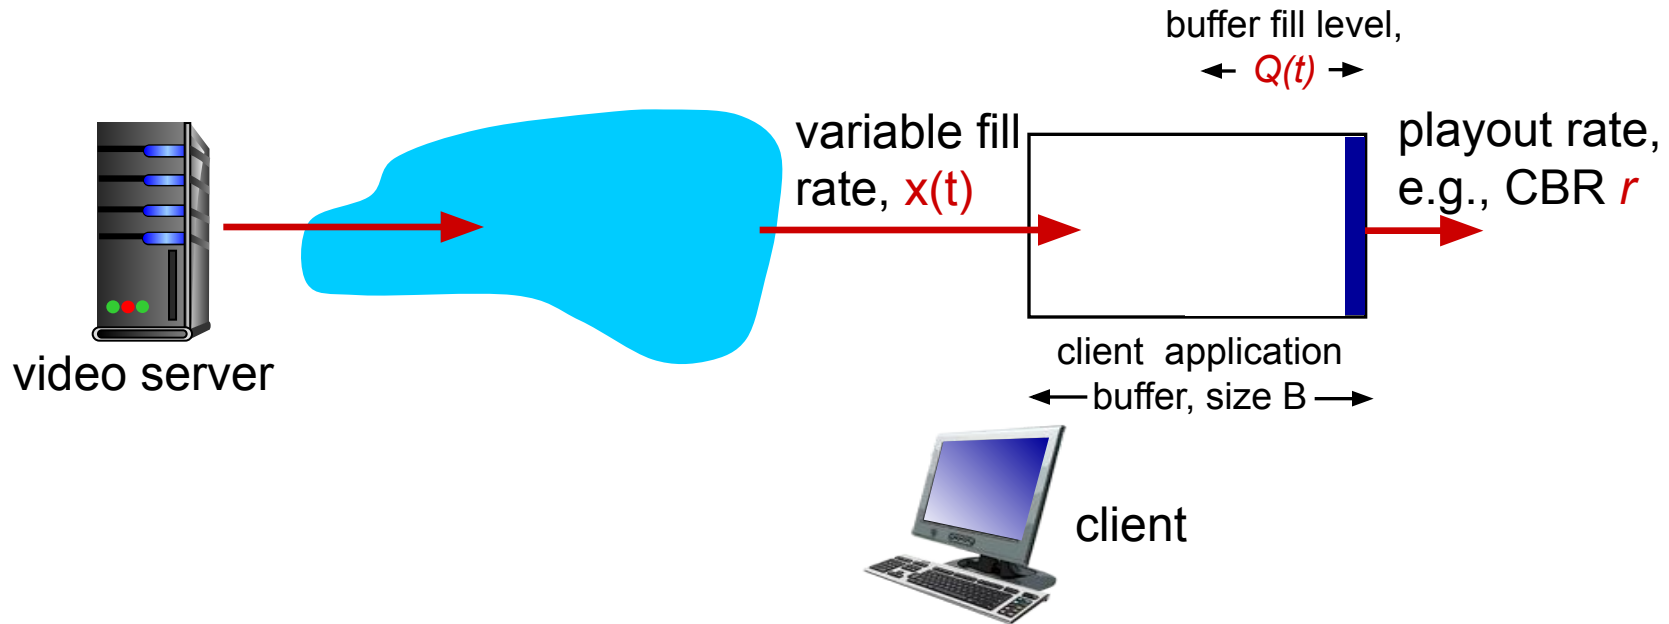 buffer fill level,
Q(t)
variable fill
rate, x(t)
playout rate,
e.g., CBR r
video server
client application
buffer, size B
client